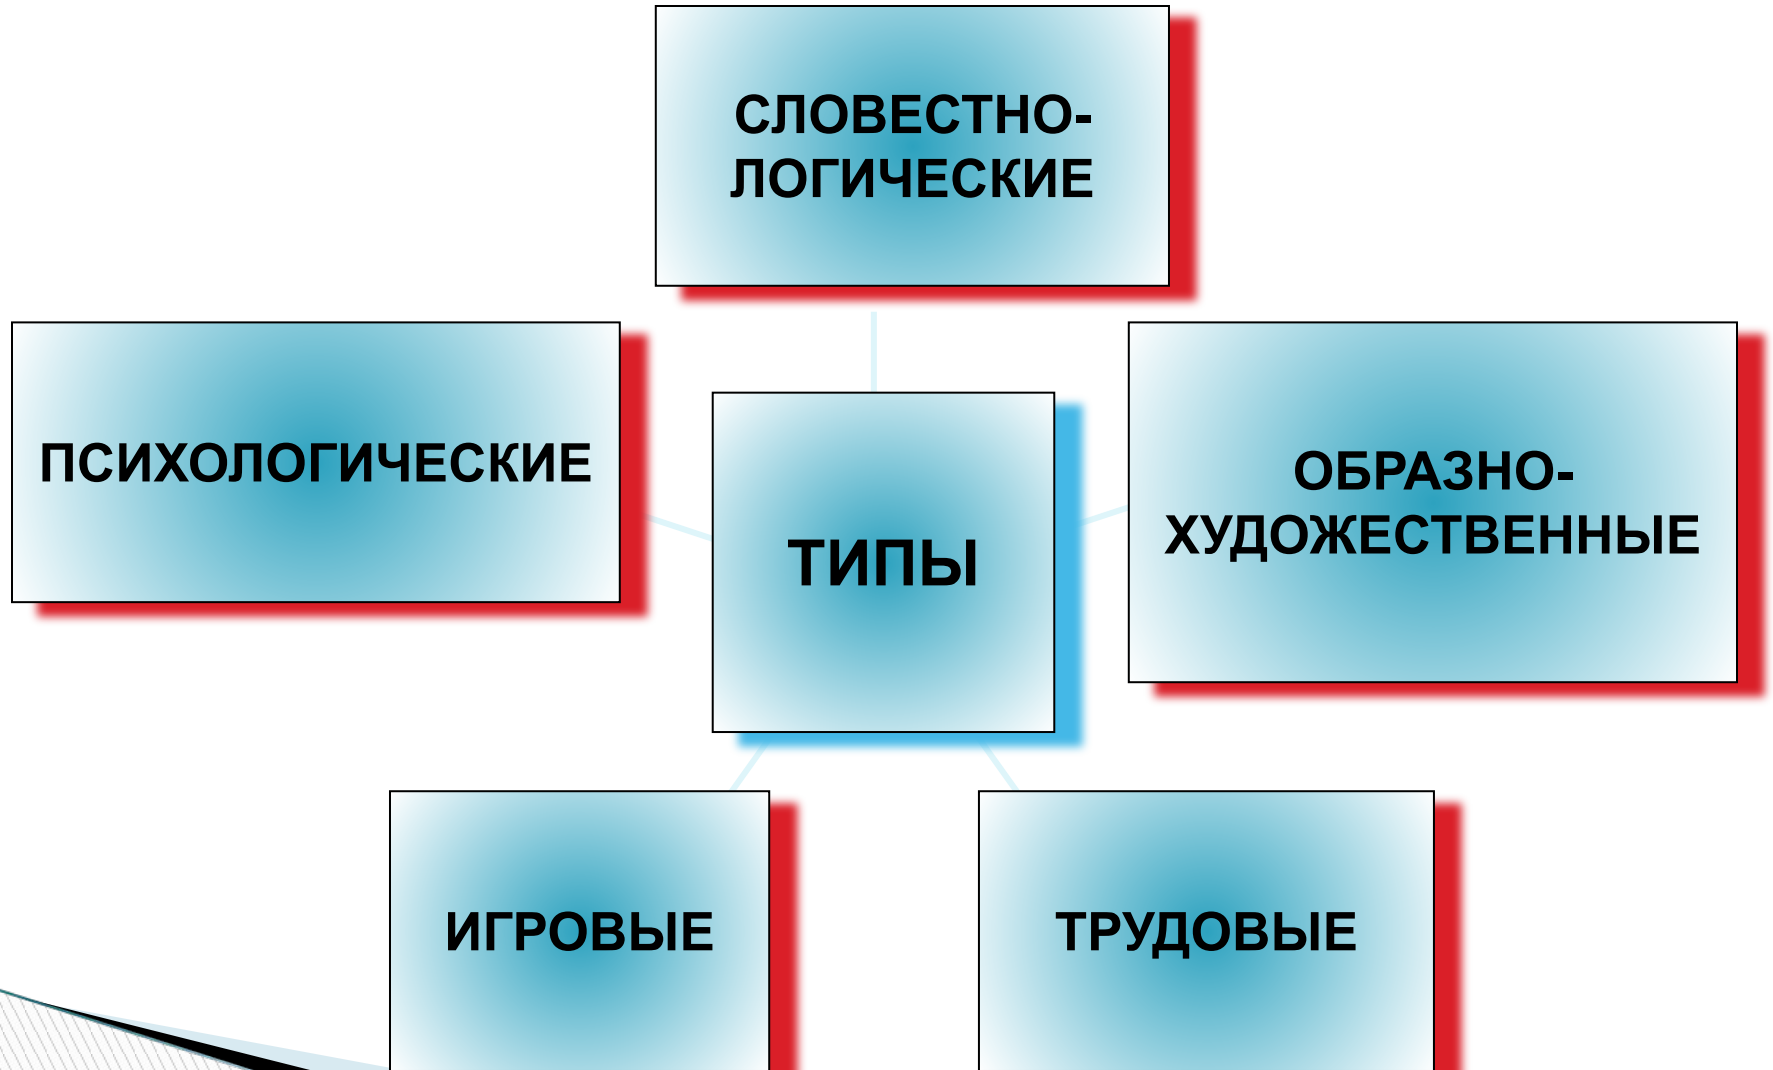 СЛОВЕСТНО-
ЛОГИЧЕСКИЕ
ПСИХОЛОГИЧЕСКИЕ
ОБРАЗНО-
ХУДОЖЕСТВЕННЫЕ
ТИПЫ
ИГРОВЫЕ
ТРУДОВЫЕ